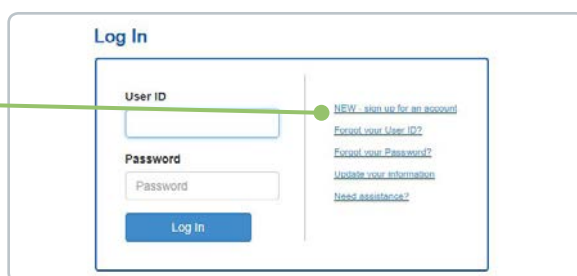 Log In
User ID
Password
Password
Log In
NEW - sign up for an account
Forgot your User ID?
Forgot your Password?
Update your information
Need assistance?